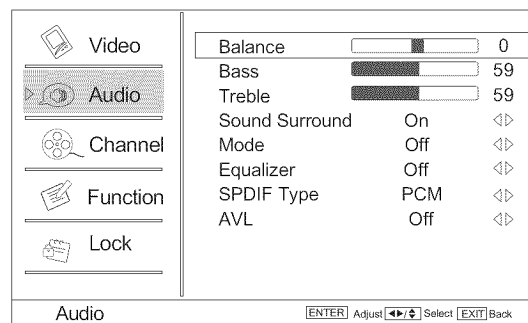 Video
Audio
Channel
Function
Lock
Balance 0
Bass 59
Treble 59
Sound Surround On
Mode Off
Equalizer Off
SPDIF Type PCM
AVL Off
Audio ENTER Adjust ◀▶/◆ Select EXIT Back